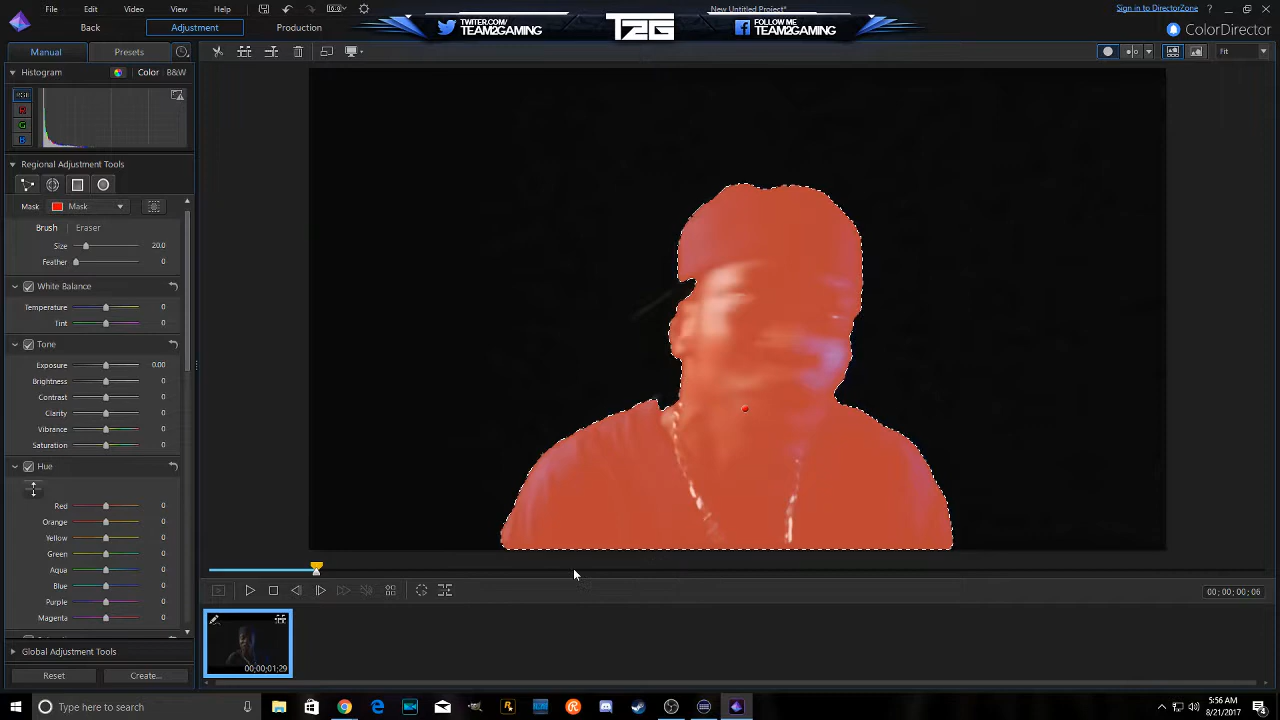 File Edit View Playback
New Untitled Project*
Sign in to DirectorZone
Basic Adjustment Production
TWITER.COM/
TEAM2GAMING
T2G
FOLLOW ME
TEAM2GAMING
ColorDirector
Manual Presets
Fit
Histogram Color B&W
RGB
R
G
B
Regional Adjustment Tools
Mask Mask
Brush Eraser
Size 20.0
Feather 0
White Balance
Temperature 0
Tint 0
Tone
Exposure 0.00
Brightness 0
Contrast 0
Clarity 0
Vibrance 0
Saturation 0
Hue
Red 0
Orange 0
Yellow 0
Green 0
Aqua 0
Blue 0
Purple 0
Magenta 0
00;00;00;06
00;00;01;29
Global Adjustment Tools
Reset Create...
Type here to search
5:56 AM
8/21/2017